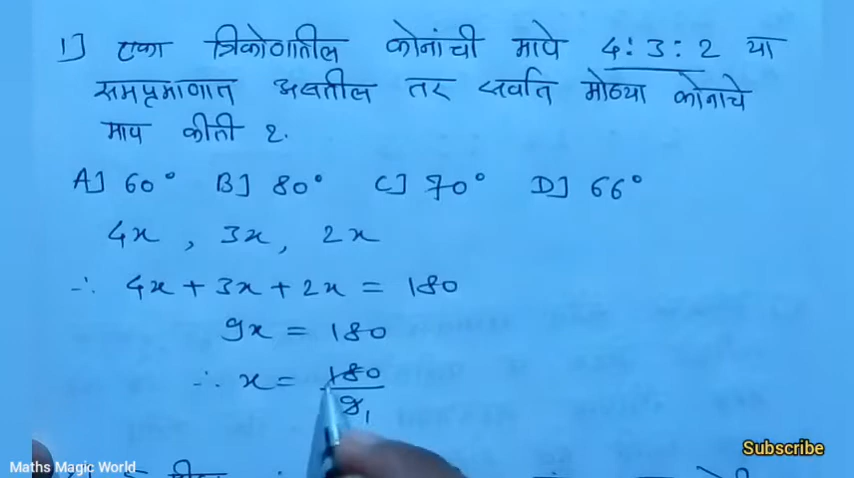 1] एका त्रिकोणातील कोनांची मापे 4 : 3 : 2 या
समप्रमाणात असतील तर सर्वात मोठ्या कोनाचे
माप कीती ?.
A] 60° B] 80° C] 70° D] 66°
4x , 3x, 2x
∴ 4x + 3x + 2x = 180
9x = 180
∴ x = 180
9 1
Subscribe
Maths Magic World